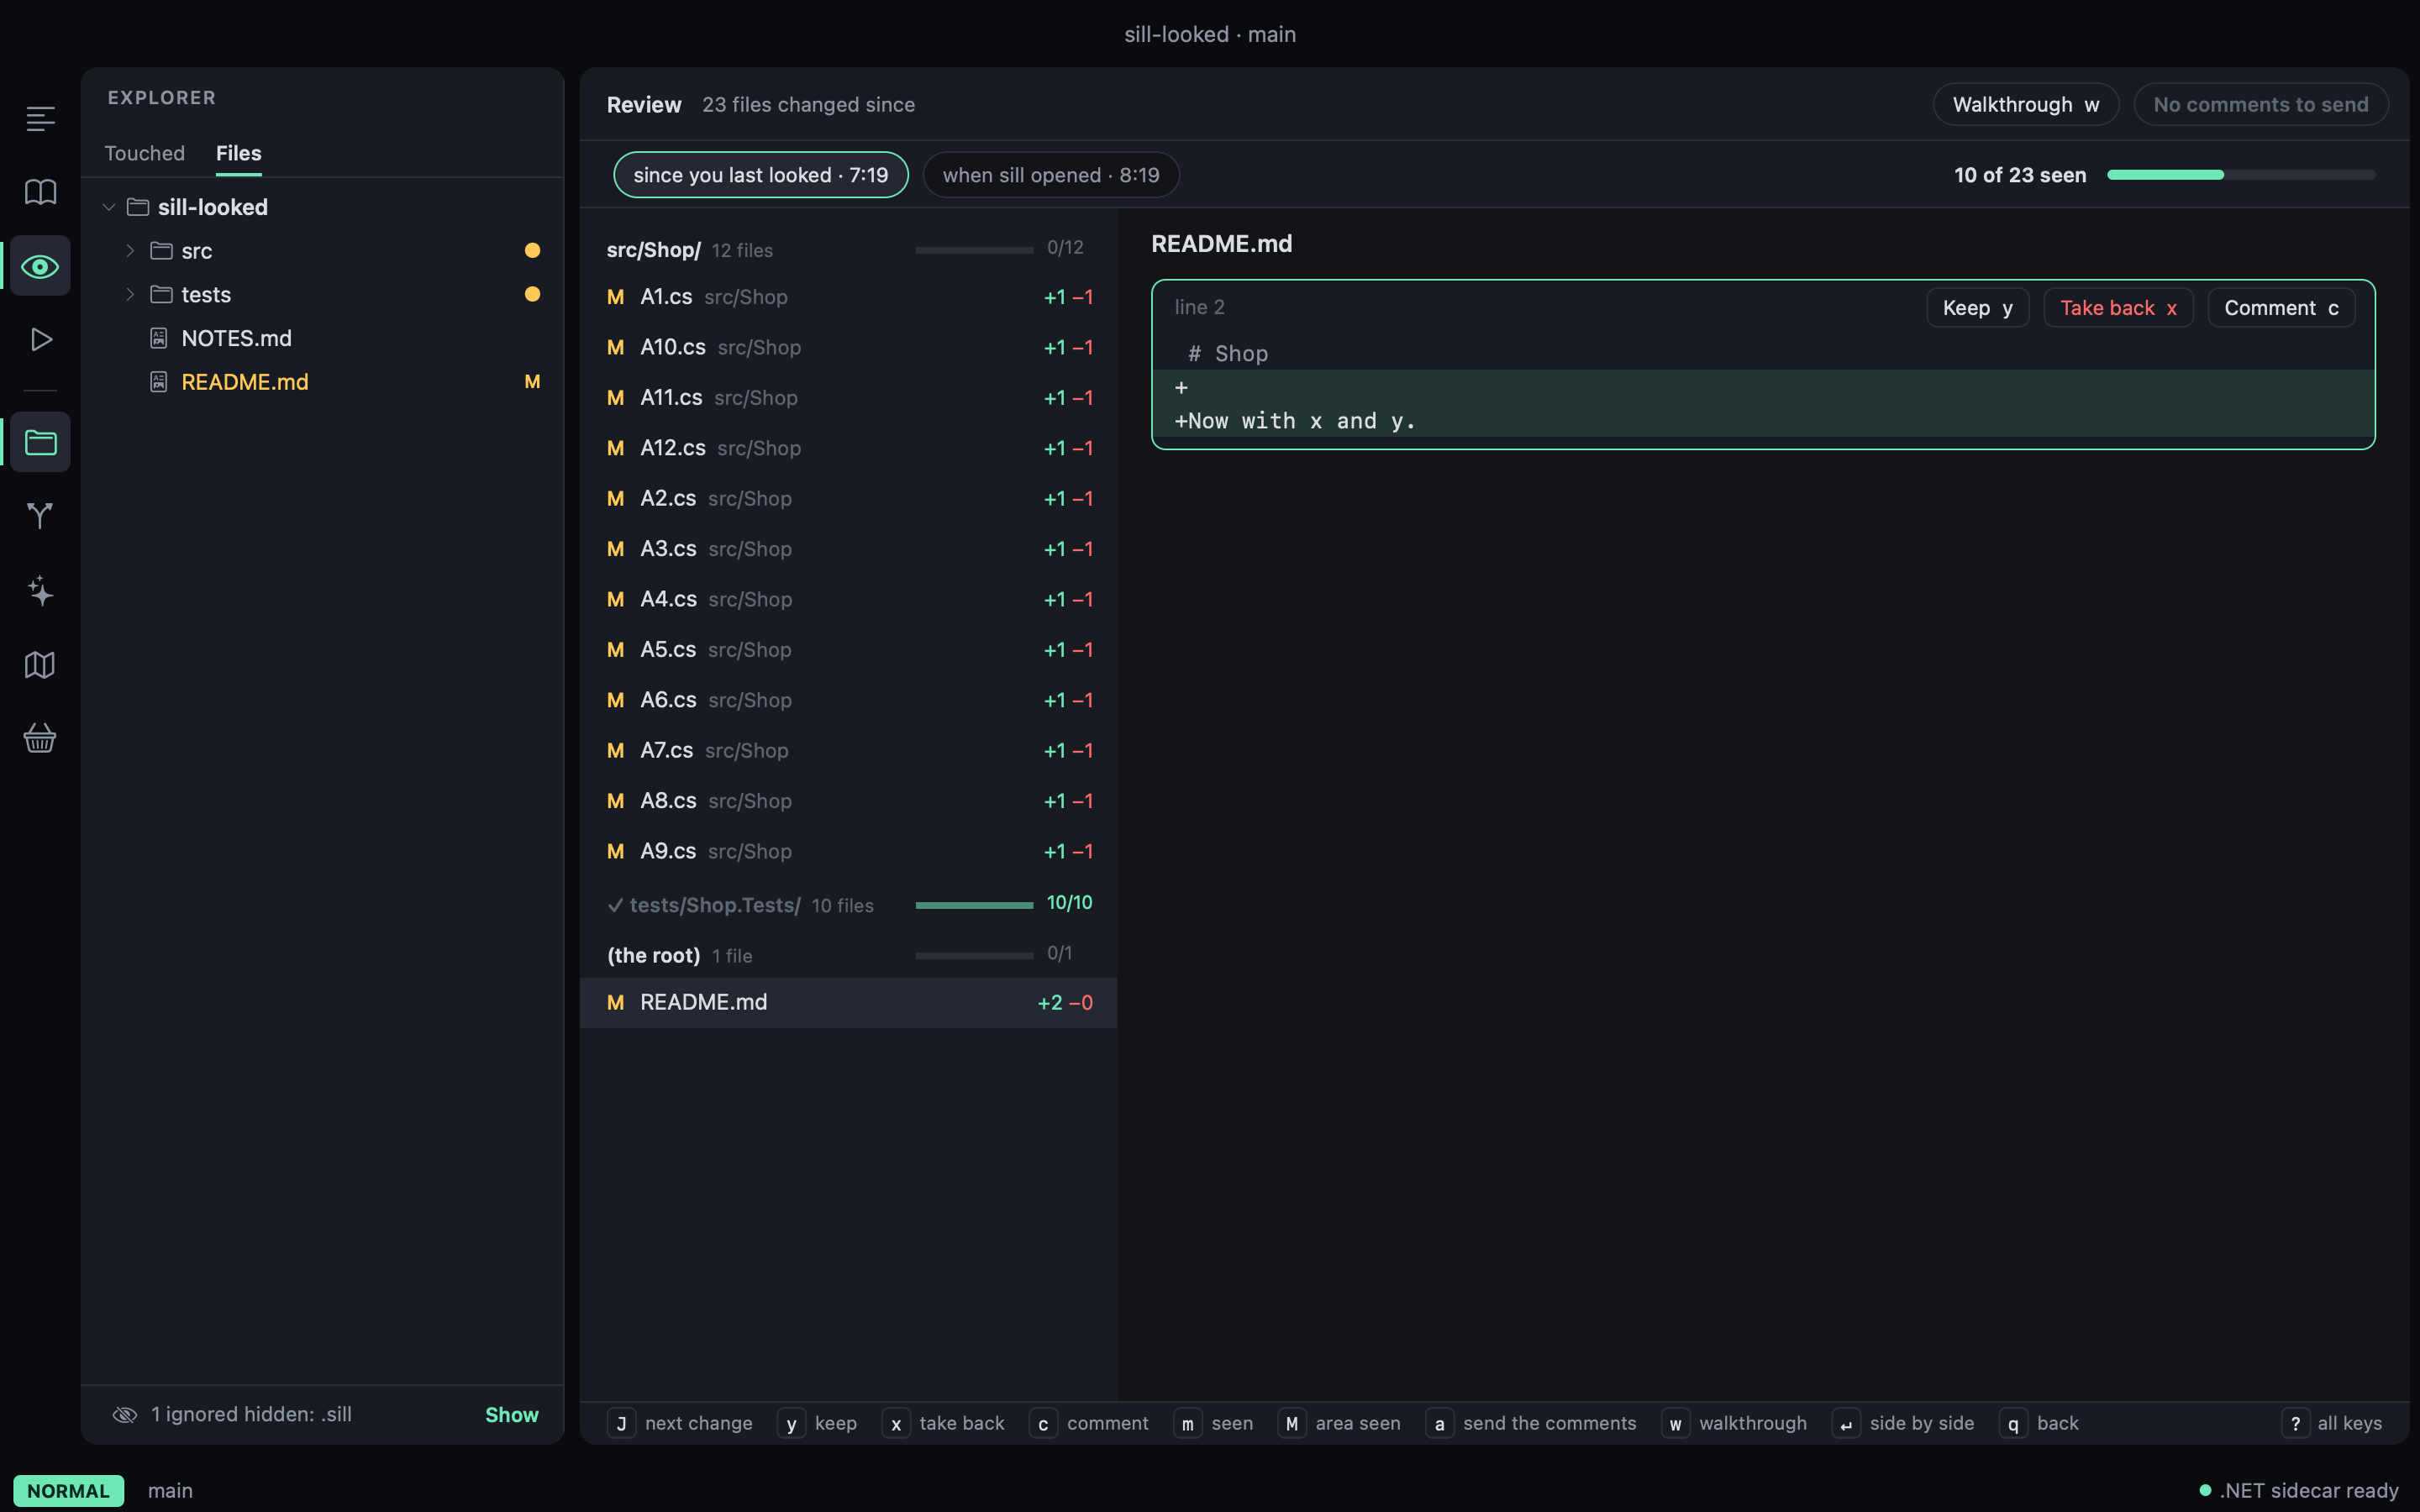 sill-looked · main
EXPLORER
Touched Files
sill-looked
src
tests
NOTES.md
README.md M
1 ignored hidden: .sill Show
Review 23 files changed since
Walkthrough w No comments to send
since you last looked · 7:19 when sill opened · 8:19
10 of 23 seen
src/Shop/ 12 files 0/12
M A1.cs src/Shop +1 −1
M A10.cs src/Shop +1 −1
M A11.cs src/Shop +1 −1
M A12.cs src/Shop +1 −1
M A2.cs src/Shop +1 −1
M A3.cs src/Shop +1 −1
M A4.cs src/Shop +1 −1
M A5.cs src/Shop +1 −1
M A6.cs src/Shop +1 −1
M A7.cs src/Shop +1 −1
M A8.cs src/Shop +1 −1
M A9.cs src/Shop +1 −1
✓ tests/Shop.Tests/ 10 files 10/10
(the root) 1 file 0/1
M README.md +2 −0
README.md
line 2 Keep y Take back x Comment c
# Shop
+
+Now with x and y.
J next change y keep x take back c comment m seen M area seen a send the comments w walkthrough ↵ side by side q back ? all keys
NORMAL main .NET sidecar ready